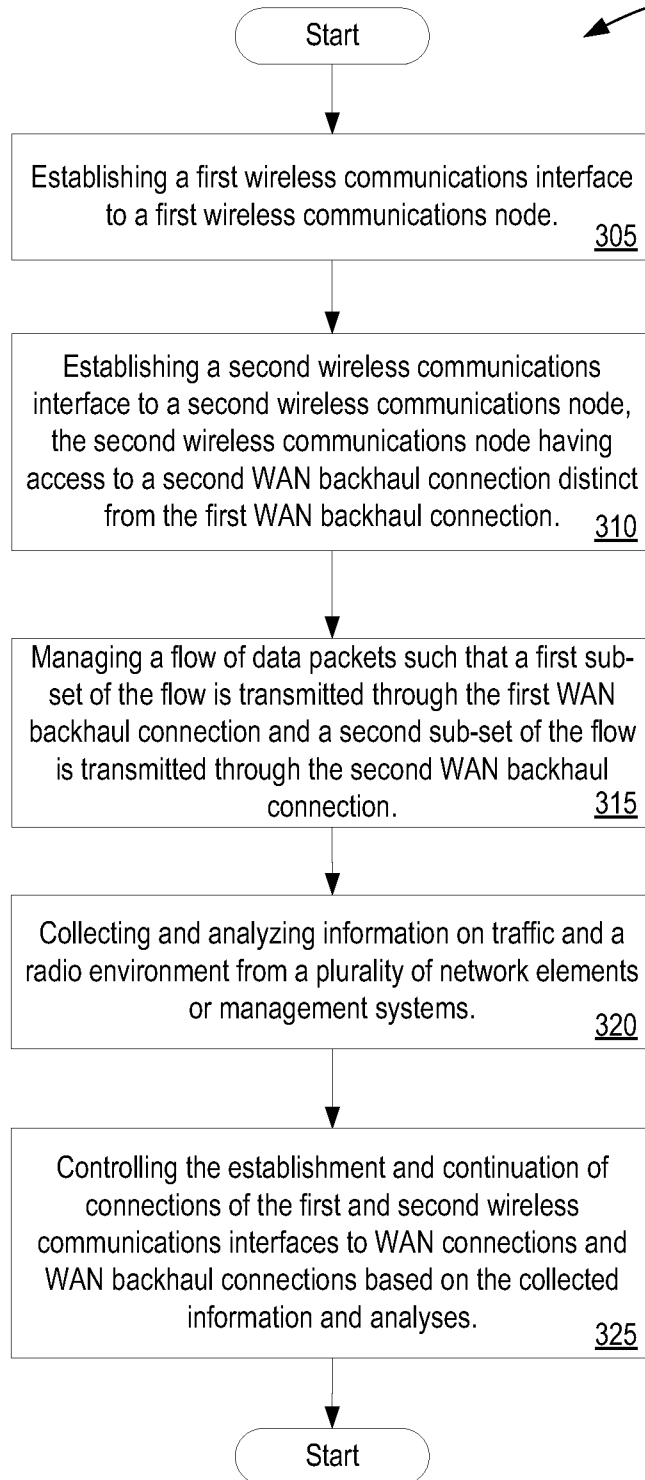 Start
Establishing a first wireless communications interface
to a first wireless communications node.
305
Establishing a second wireless communications
interface to a second wireless communications node,
the second wireless communications node having
access to a second WAN backhaul connection distinct
from the first WAN backhaul connection.
310
Managing a flow of data packets such that a first sub-
set of the flow is transmitted through the first WAN
backhaul connection and a second sub-set of the flow
is transmitted through the second WAN backhaul
connection.
315
Collecting and analyzing information on traffic and a
radio environment from a plurality of network elements
or management systems.
320
Controlling the establishment and continuation of
connections of the first and second wireless
communications interfaces to WAN connections and
WAN backhaul connections based on the collected
information and analyses.
325
Start